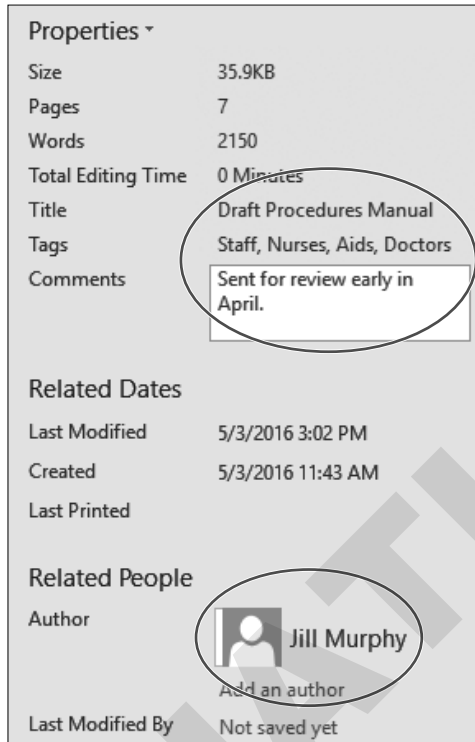 Properties
Size 35.9KB
Pages 7
Words 2150
Total Editing Time 0 Minutes
Title Draft Procedures Manual
Tags Staff, Nurses, Aids, Doctors
Comments Sent for review early in
April.
Related Dates
Last Modified 5/3/2016 3:02 PM
Created 5/3/2016 11:43 AM
Last Printed
Related People
Author Jill Murphy
Add an author
Last Modified By Not saved yet